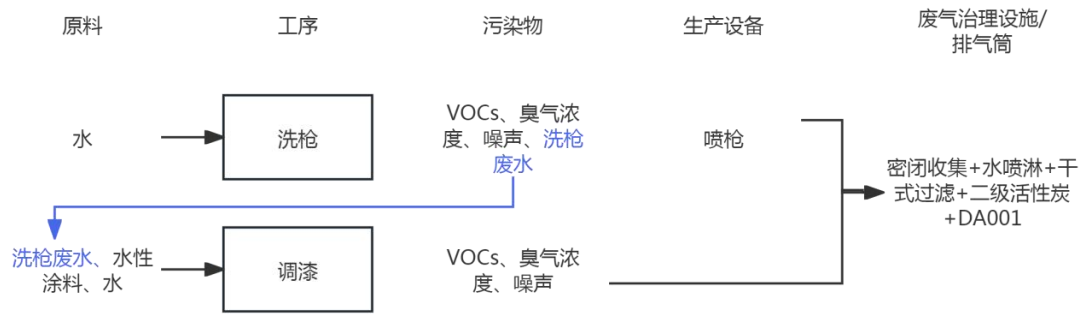 原料
工序
污染物
生产设备
废气治理设施/
排气筒
水
洗枪
VOCs、臭气浓
度、噪声、洗枪
废水
喷枪
密闭收集+水喷淋+干
式过滤+二级活性炭
+DA001
洗枪废水、水性
涂料、水
调漆
VOCs、臭气浓
度、噪声